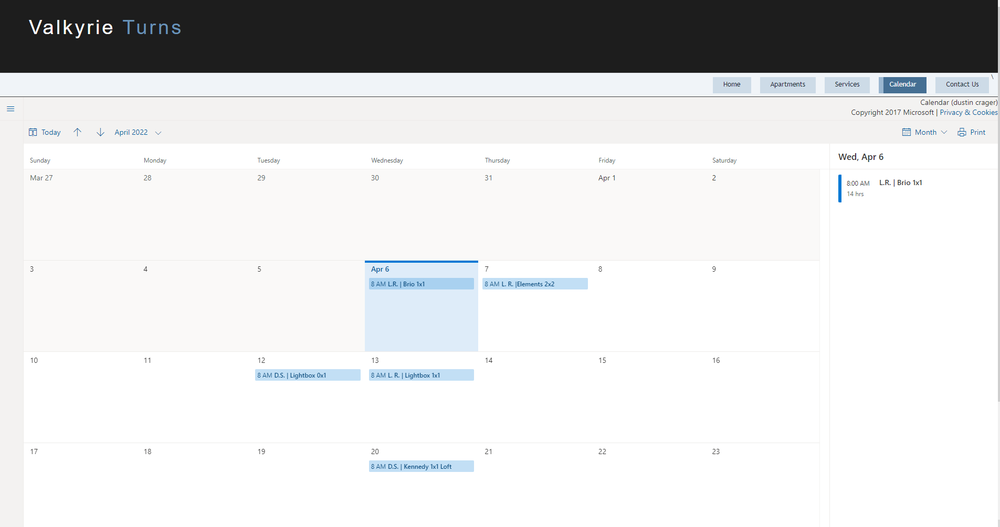 Valkyrie Turns
\
Home Apartments Services Calendar Contact Us
Calendar (dustin crager)
Copyright 2017 Microsoft | Privacy & Cookies
Today April 2022 Month Print
Sunday Monday Tuesday Wednesday Thursday Friday Saturday
Mar 27 28 29 30 31 Apr 1 2
3 4 5 Apr 6 7 8 9
8 AM L.R. | Brio 1x1 8 AM L. R. |Elements 2x2
10 11 12 13 14 15 16
8 AM D.S. | Lightbox 0x1 8 AM L. R. | Lightbox 1x1
17 18 19 20 21 22 23
8 AM D.S. | Kennedy 1x1 Loft
Wed, Apr 6
8:00 AM L.R. | Brio 1x1
14 hrs